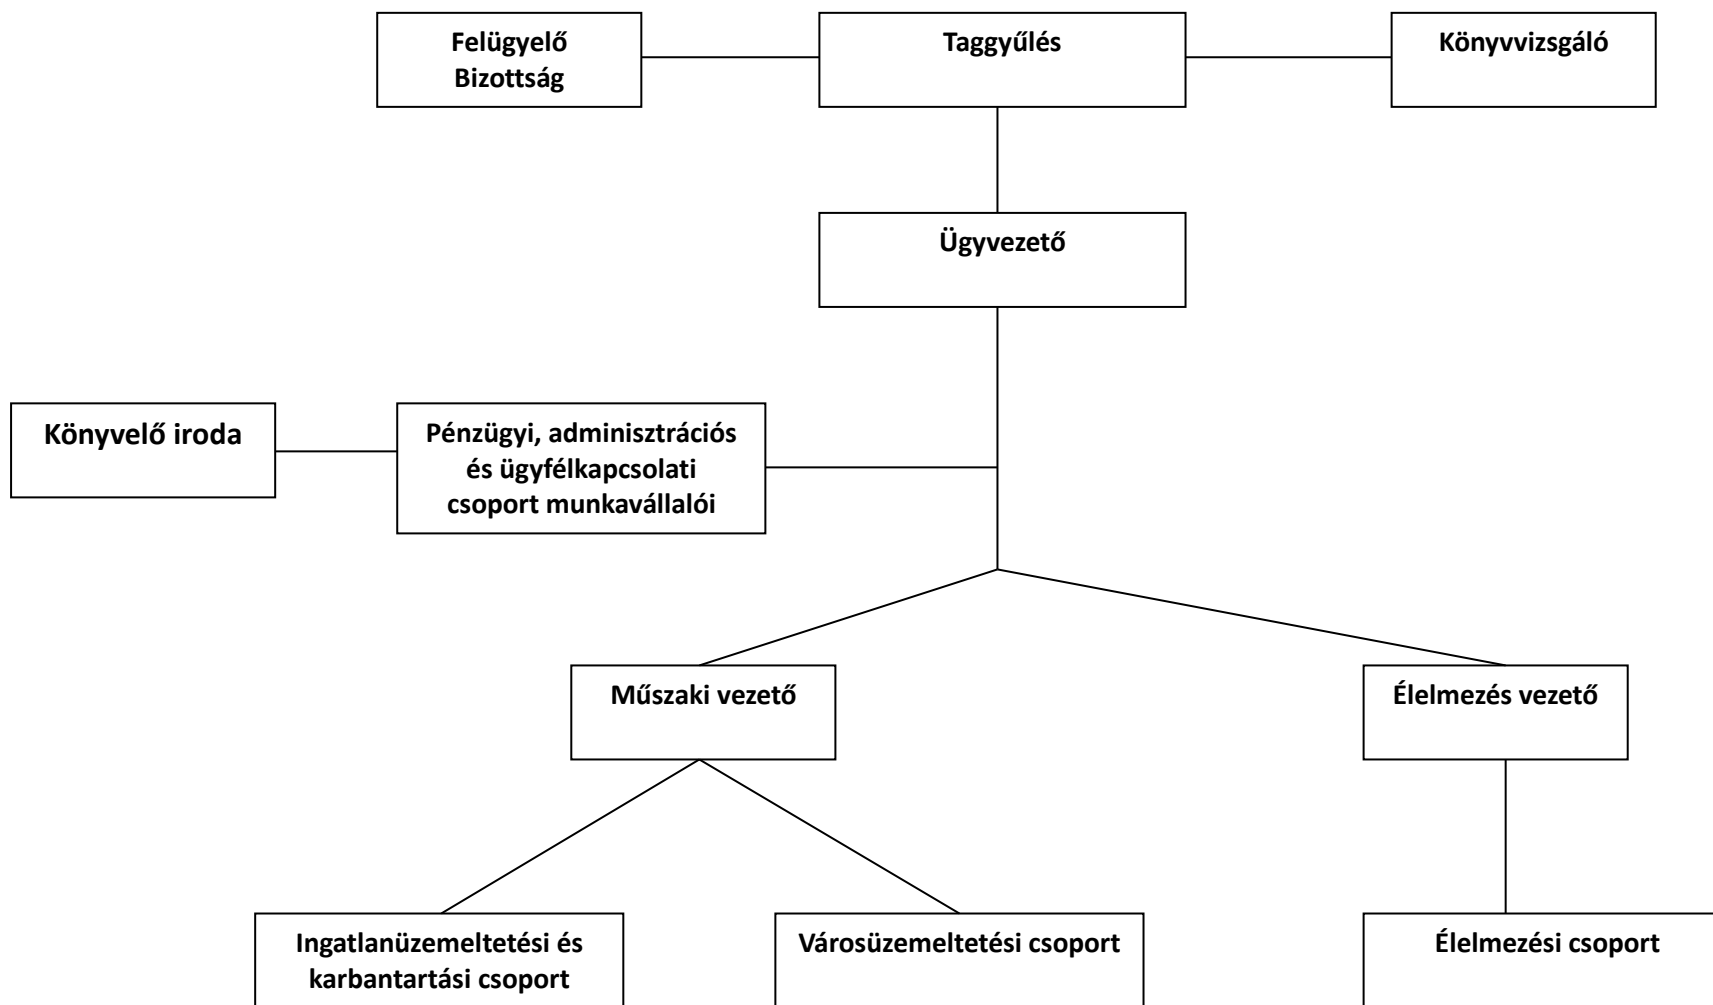 Felügyelő
Bizottság
Taggyűlés
Könyvvizsgáló
Ügyvezető
Könyvelő iroda
Pénzügyi, adminisztrációs
és ügyfélkapcsolati
csoport munkavállalói
Műszaki vezető
Élelmezés vezető
Ingatlanüzemeltetési és
karbantartási csoport
Városüzemeltetési csoport
Élelmezési csoport